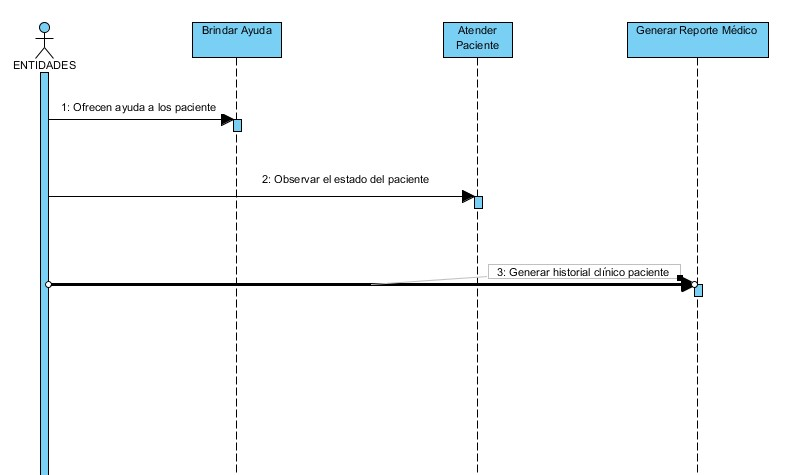 ENTIDADES
Brindar Ayuda
Atender
Paciente
Generar Reporte Médico
1: Ofrecen ayuda a los paciente
2: Observar el estado del paciente
3: Generar historial clínico paciente